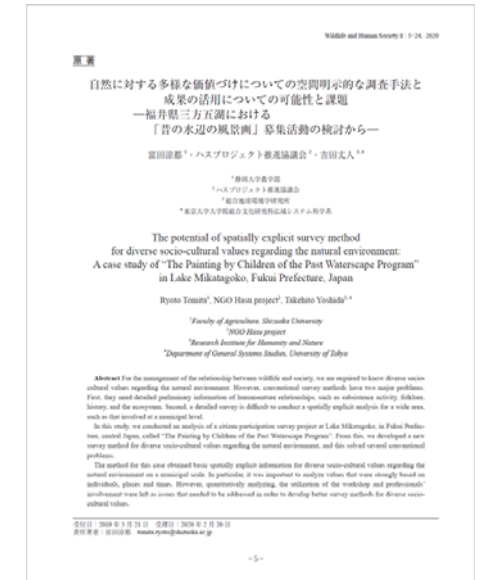 Wildlife and Human Society 8 : 5−24, 2020
原 著
自然に対する多様な価値づけについての空間明示的な調査手法と
成果の活用についての可能性と課題
―福井県三方五湖における
「昔の水辺の風景画」募集活動の検討から―
富田涼都 1・ハスプロジェクト推進協議会 2・吉田丈人 3,4
1 静岡大学農学部
2 ハスプロジェクト推進協議会
3 総合地球環境学研究所
4 東京大学大学院総合文化研究科広域システム科学系
The potential of spatially explicit survey method
for diverse socio-cultural values regarding the natural environment:
A case study of “The Painting by Children of the Past Waterscape Program”
in Lake Mikatagoko, Fukui Prefecture, Japan
Ryoto Tomita1, NGO Hasu project2, Takehito Yoshida3,4
1Faculty of Agriculture, Shizuoka University
2NGO Hasu project
3Research Institute for Humanity and Nature
4Department of General Systems Studies, University of Tokyo
Abstract For the management of the relationship between wildlife and society, we are required to know diverse socio-
cultural values regarding the natural environment. However, conventional survey methods have two major problems.
First, they need detailed preliminary information of human-nature relationships, such as subsistence activity, folklore,
history, and the ecosystem. Second, a detailed survey is difficult to conduct a spatially explicit analysis for a wide area,
such as that involved at a municipal level.
In this study, we conducted an analysis of a citizen participation survey project at Lake Mikatagoko, in Fukui Prefec-
ture, central Japan, called “The Painting by Children of the Past Waterscape Program”. From this, we developed a new
survey method for diverse socio-cultural values regarding the natural environment, and this solved several conventional
problems.
The method for this case obtained basic spatially explicit information for diverse socio-cultural values regarding the
natural environment on a municipal scale. In particular, it was important to analyze values that were strongly based on
individuals, places and times. However, quantitatively analyzing, the utilization of the workshop and professionals’
involvement were left as issues that needed to be addressed in order to develop better survey methods for diverse socio-
cultural values.
受付日：2019 年 3 月 21 日 受理日：2020 年 2 月 20 日
責任著者：富田涼都 tomita.ryoto@shizuoka.ac.jp
−5−